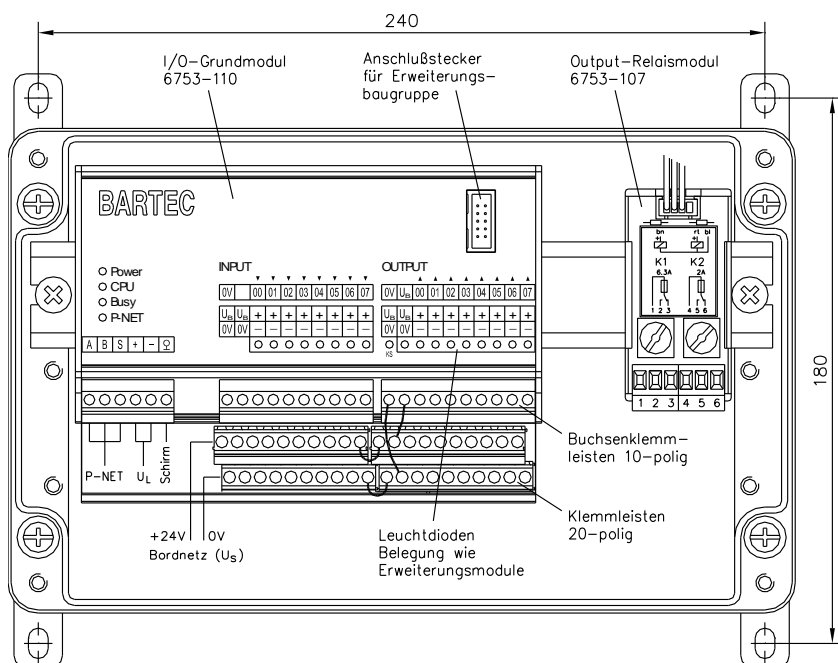 240
I/O-Grundmodul
6753-110
Anschlußstecker
für Erweiterungs-
baugruppe
Output-Relaismodul
6753-107
BARTEC
Power
CPU
Busy
P-NET
INPUT
0V 00 01 02 03 04 05 06 07
UB UB + + + + + + + +
0V 0V − − − − − − − −
OUTPUT
0V UB 00 01 02 03 04 05 06 07
UB UB + + + + + + + +
0V 0V − − − − − − − −
KS
A B S + −
bn rt bl
K1 K2
6.3A 2A
1 2 3 4 5 6
1 2 3 4 5 6
180
P-NET
UL
Schirm
+24V 0V
Bordnetz (Us)
Buchsenklemm-
leisten 10-polig
Klemmleisten
20-polig
Leuchtdioden
Belegung wie
Erweiterungsmodule